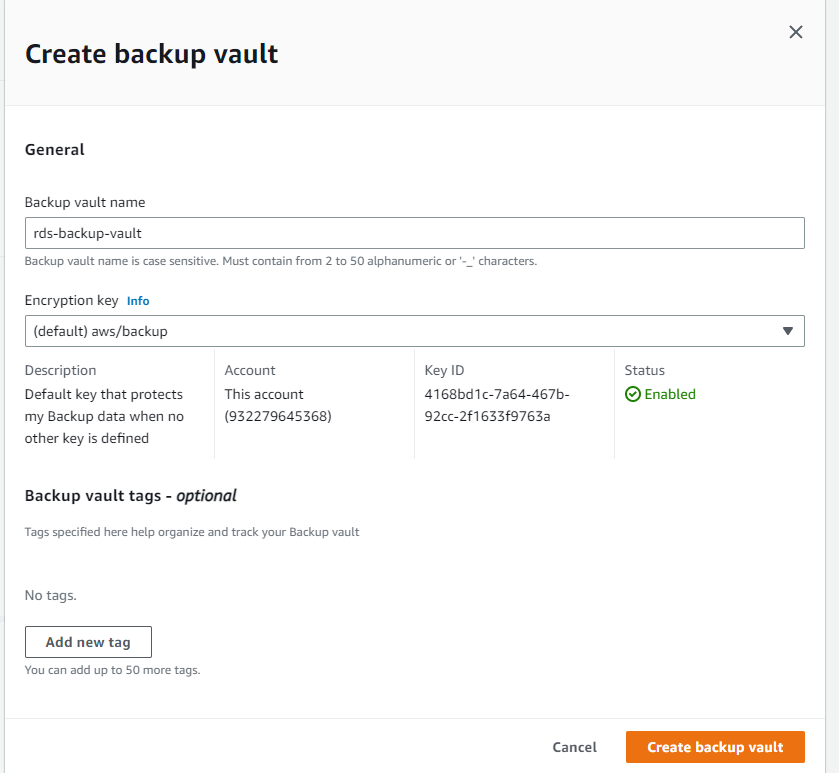 Create backup vault
General
Backup vault name
rds-backup-vault
Backup vault name is case sensitive. Must contain from 2 to 50 alphanumeric or '-_' characters.
Encryption key Info
(default) aws/backup
Description
Default key that protects
my Backup data when no
other key is defined
Account
This account
(932279645368)
Key ID
4168bd1c-7a64-467b-
92cc-2f1633f9763a
Status
Enabled
Backup vault tags - optional
Tags specified here help organize and track your Backup vault
No tags.
Add new tag
You can add up to 50 more tags.
Cancel
Create backup vault